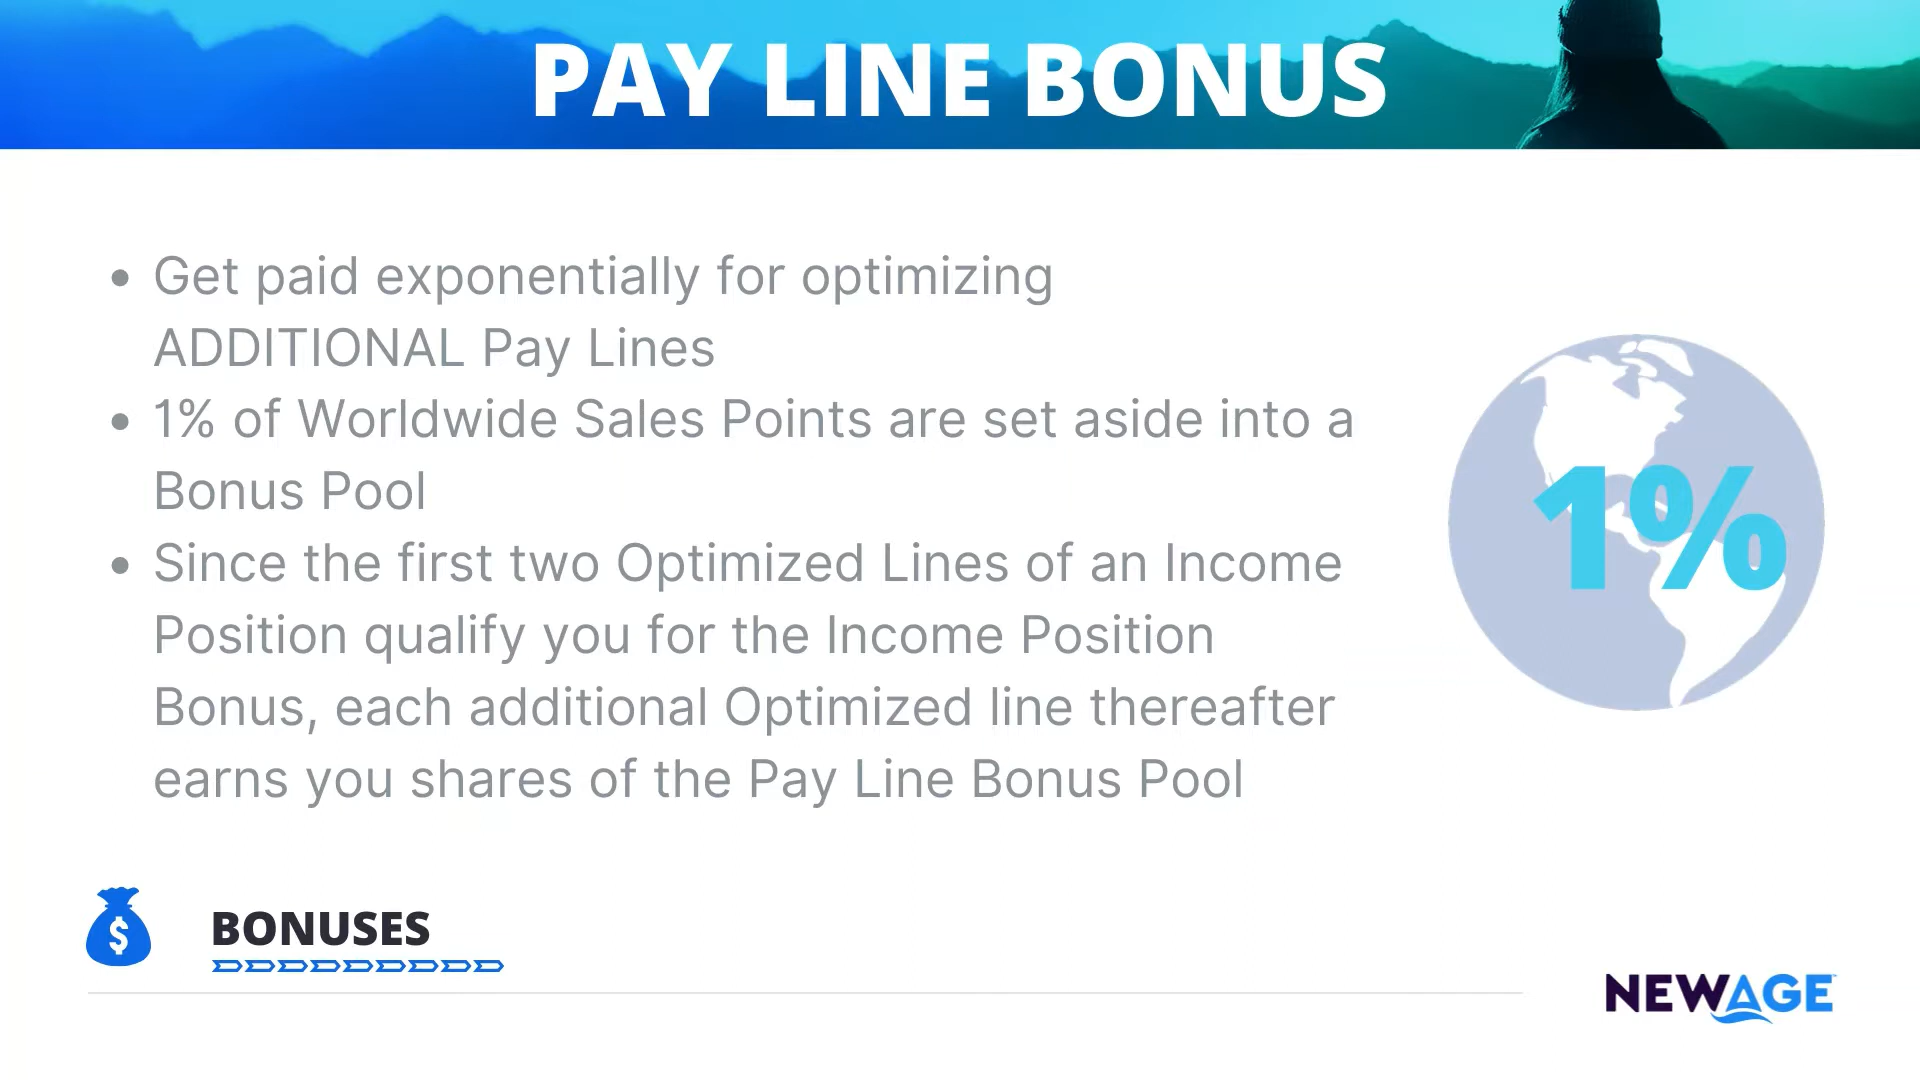 PAY LINE BONUS
• Get paid exponentially for optimizing
ADDITIONAL Pay Lines
• 1% of Worldwide Sales Points are set aside into a
Bonus Pool
• Since the first two Optimized Lines of an Income
Position qualify you for the Income Position
Bonus, each additional Optimized line thereafter
earns you shares of the Pay Line Bonus Pool
1%
$
BONUSES
NEWAGE™